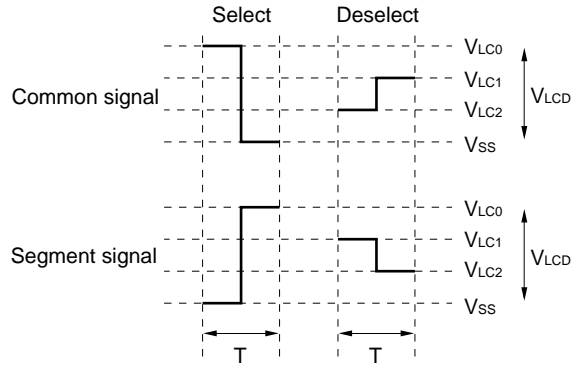 Select Deselect
VLC0
VLC1
Common signal VLCD
VLC2
VSS
VLC0
VLC1
Segment signal VLCD
VLC2
VSS
T T